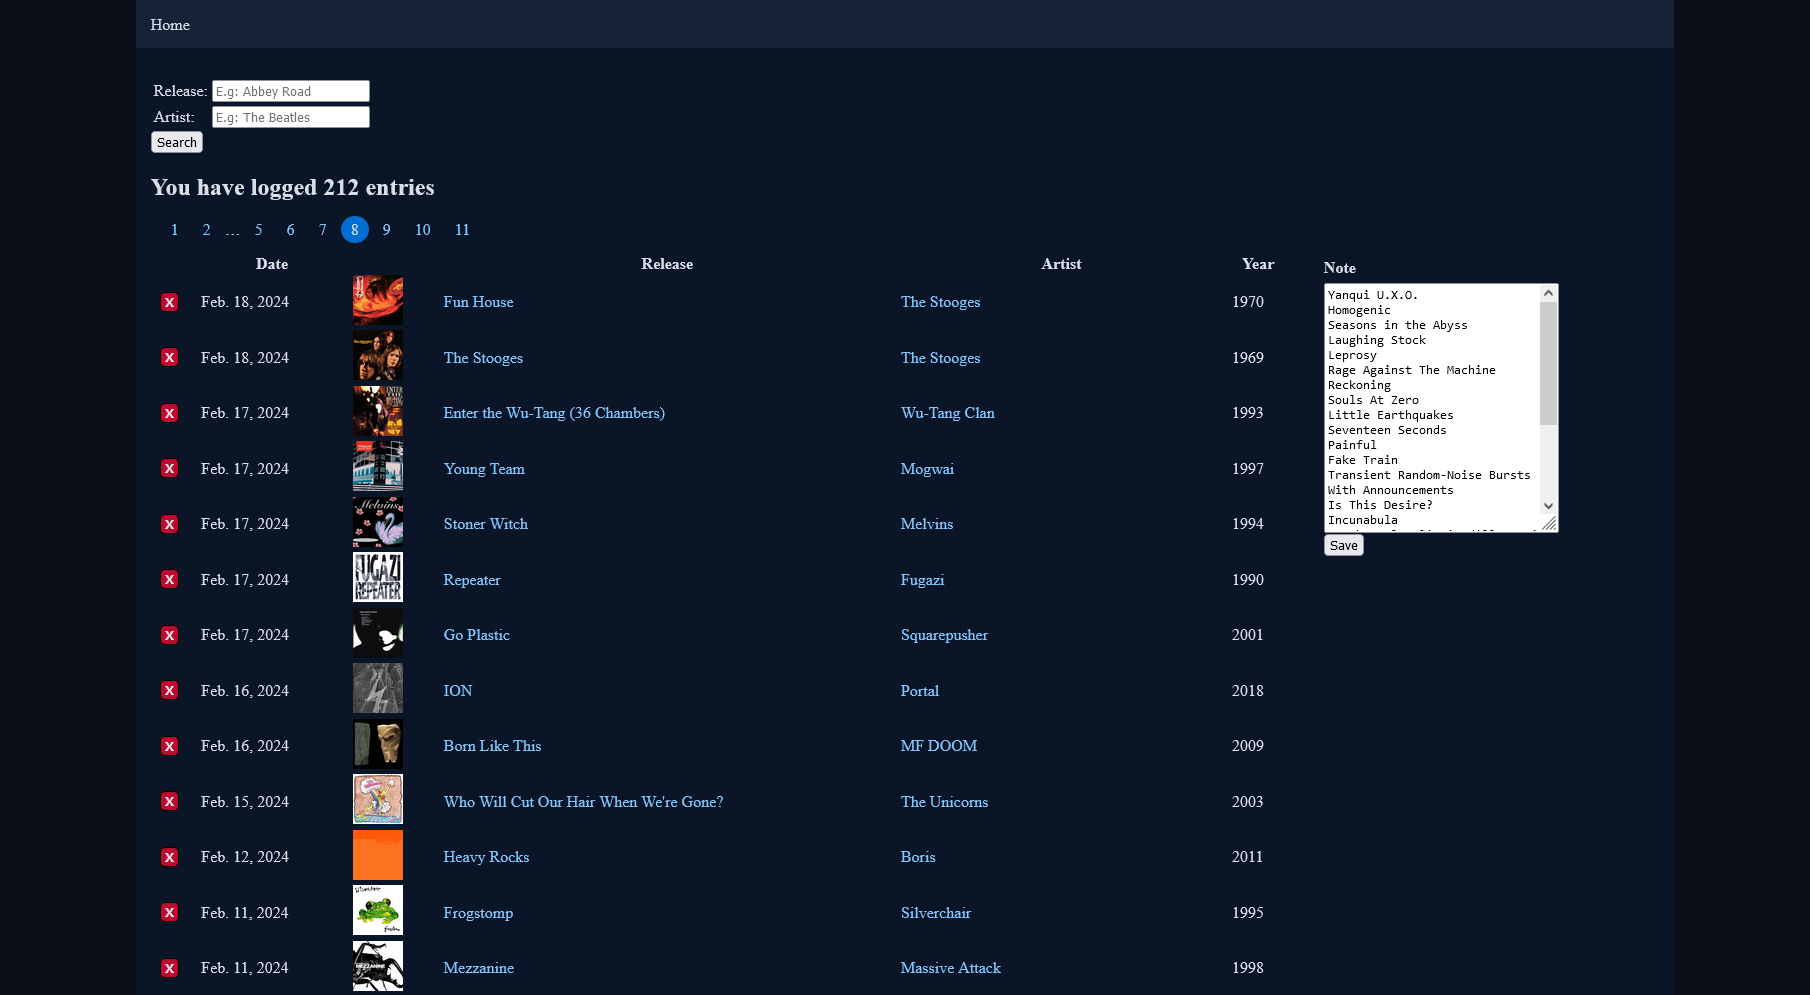 Home
Release: E.g: Abbey Road
Artist: E.g: The Beatles
Search
You have logged 212 entries
1 2 ... 5 6 7 8 9 10 11
Date Release Artist Year
X Feb. 18, 2024 Fun House The Stooges 1970
X Feb. 18, 2024 The Stooges The Stooges 1969
X Feb. 17, 2024 Enter the Wu-Tang (36 Chambers) Wu-Tang Clan 1993
X Feb. 17, 2024 Young Team Mogwai 1997
X Feb. 17, 2024 Melvins Stoner Witch Melvins 1994
X Feb. 17, 2024 FUGAZI REPEATER Repeater Fugazi 1990
X Feb. 17, 2024 Go Plastic Squarepusher 2001
X Feb. 16, 2024 ION Portal 2018
X Feb. 16, 2024 Born Like This MF DOOM 2009
X Feb. 15, 2024 Who Will Cut Our Hair When We're Gone? The Unicorns 2003
X Feb. 12, 2024 Heavy Rocks Boris 2011
X Feb. 11, 2024 Frogstomp Silverchair 1995
X Feb. 11, 2024 MEZZANINE Mezzanine Massive Attack 1998
Note
Yanqui U.X.O.
Homogenic
Seasons in the Abyss
Laughing Stock
Leprosy
Rage Against The Machine
Reckoning
Souls At Zero
Little Earthquakes
Seventeen Seconds
Painful
Fake Train
Transient Random-Noise Bursts
With Announcements
Is This Desire?
Incunabula
Save